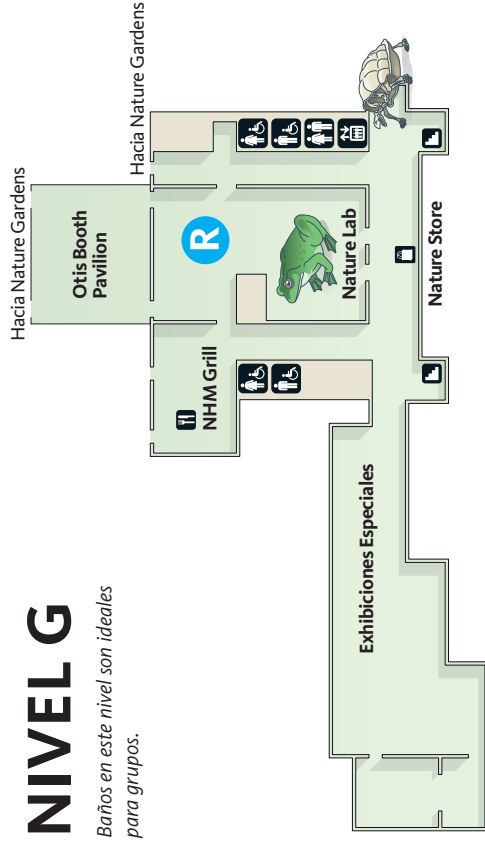 NIVEL G
Baños en este nivel son ideales
para grupos.
Hacia Nature Gardens
Hacia Nature Gardens
Otis Booth
Pavilion
R
NHM Grill
Nature Lab
Nature Store
Exhibiciones Especiales